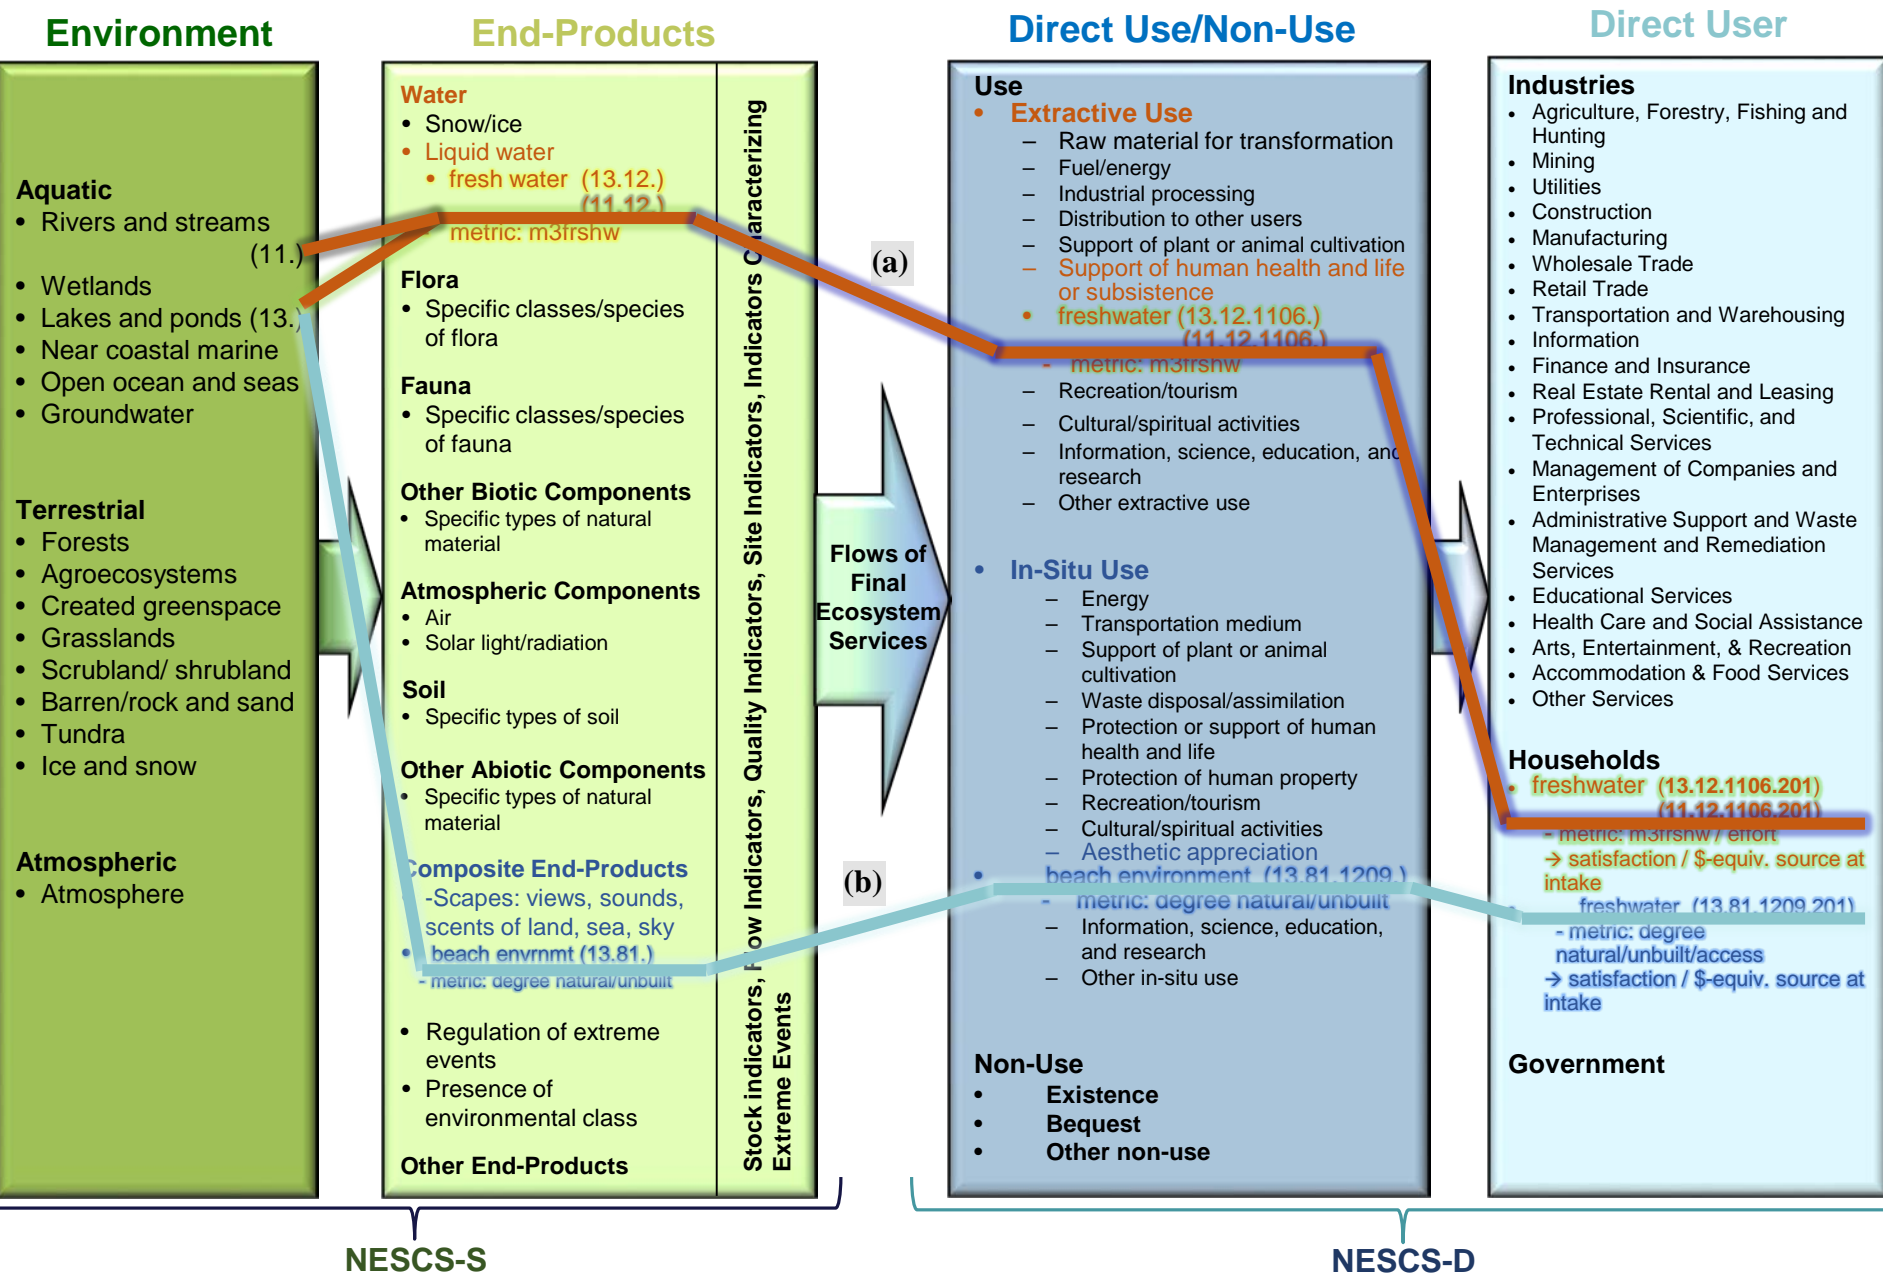 Environment
Aquatic
• Rivers and streams
(11.)
• Wetlands
• Lakes and ponds (13.)
• Near coastal marine
• Open ocean and seas
• Groundwater
Terrestrial
• Forests
• Agroecosystems
• Created greenspace
• Grasslands
• Scrubland/ shrubland
• Barren/rock and sand
• Tundra
• Ice and snow
Atmospheric
• Atmosphere
End-Products
Water
• Snow/ice
• Liquid water
• fresh water (13.12.)
(11.12.)
- metric: m3frshw
Flora
• Specific classes/species
of flora
Fauna
• Specific classes/species
of fauna
Other Biotic Components
• Specific types of natural
material
Atmospheric Components
• Air
• Solar light/radiation
Soil
• Specific types of soil
Other Abiotic Components
• Specific types of natural
material
Composite End-Products
• -Scapes: views, sounds,
scents of land, sea, sky
• beach envrnmt (13.81.)
- metric: degree natural/unbuilt
• Regulation of extreme
events
• Presence of
environmental class
Other End-Products
Stock indicators, Flow Indicators, Quality Indicators, Site Indicators, Indicators Characterizing
Extreme Events
Flows of
Final
Ecosystem
Services
(a)
(b)
Direct Use/Non-Use
Use
• Extractive Use
– Raw material for transformation
– Fuel/energy
– Industrial processing
– Distribution to other users
– Support of plant or animal cultivation
– Support of human health and life
or subsistence
• freshwater (13.12.1106.)
(11.12.1106.)
- metric: m3frshw
– Recreation/tourism
– Cultural/spiritual activities
– Information, science, education, and
research
– Other extractive use
• In-Situ Use
– Energy
– Transportation medium
– Support of plant or animal
cultivation
– Waste disposal/assimilation
– Protection or support of human
health and life
– Protection of human property
– Recreation/tourism
– Cultural/spiritual activities
– Aesthetic appreciation
• beach environment (13.81.1209.)
- metric: degree natural/unbuilt
– Information, science, education,
and research
– Other in-situ use
Non-Use
• Existence
• Bequest
• Other non-use
Direct User
Industries
• Agriculture, Forestry, Fishing and
Hunting
• Mining
• Utilities
• Construction
• Manufacturing
• Wholesale Trade
• Retail Trade
• Transportation and Warehousing
• Information
• Finance and Insurance
• Real Estate Rental and Leasing
• Professional, Scientific, and
Technical Services
• Management of Companies and
Enterprises
• Administrative Support and Waste
Management and Remediation
Services
• Educational Services
• Health Care and Social Assistance
• Arts, Entertainment, & Recreation
• Accommodation & Food Services
• Other Services
Households
• freshwater (13.12.1106.201)
(11.12.1106.201)
- metric: m3frshw / effort
→ satisfaction / $-equiv. source at
intake
• freshwater (13.81.1209.201)
- metric: degree
natural/unbuilt/access
→ satisfaction / $-equiv. source at
intake
Government
NESCS-S
NESCS-D